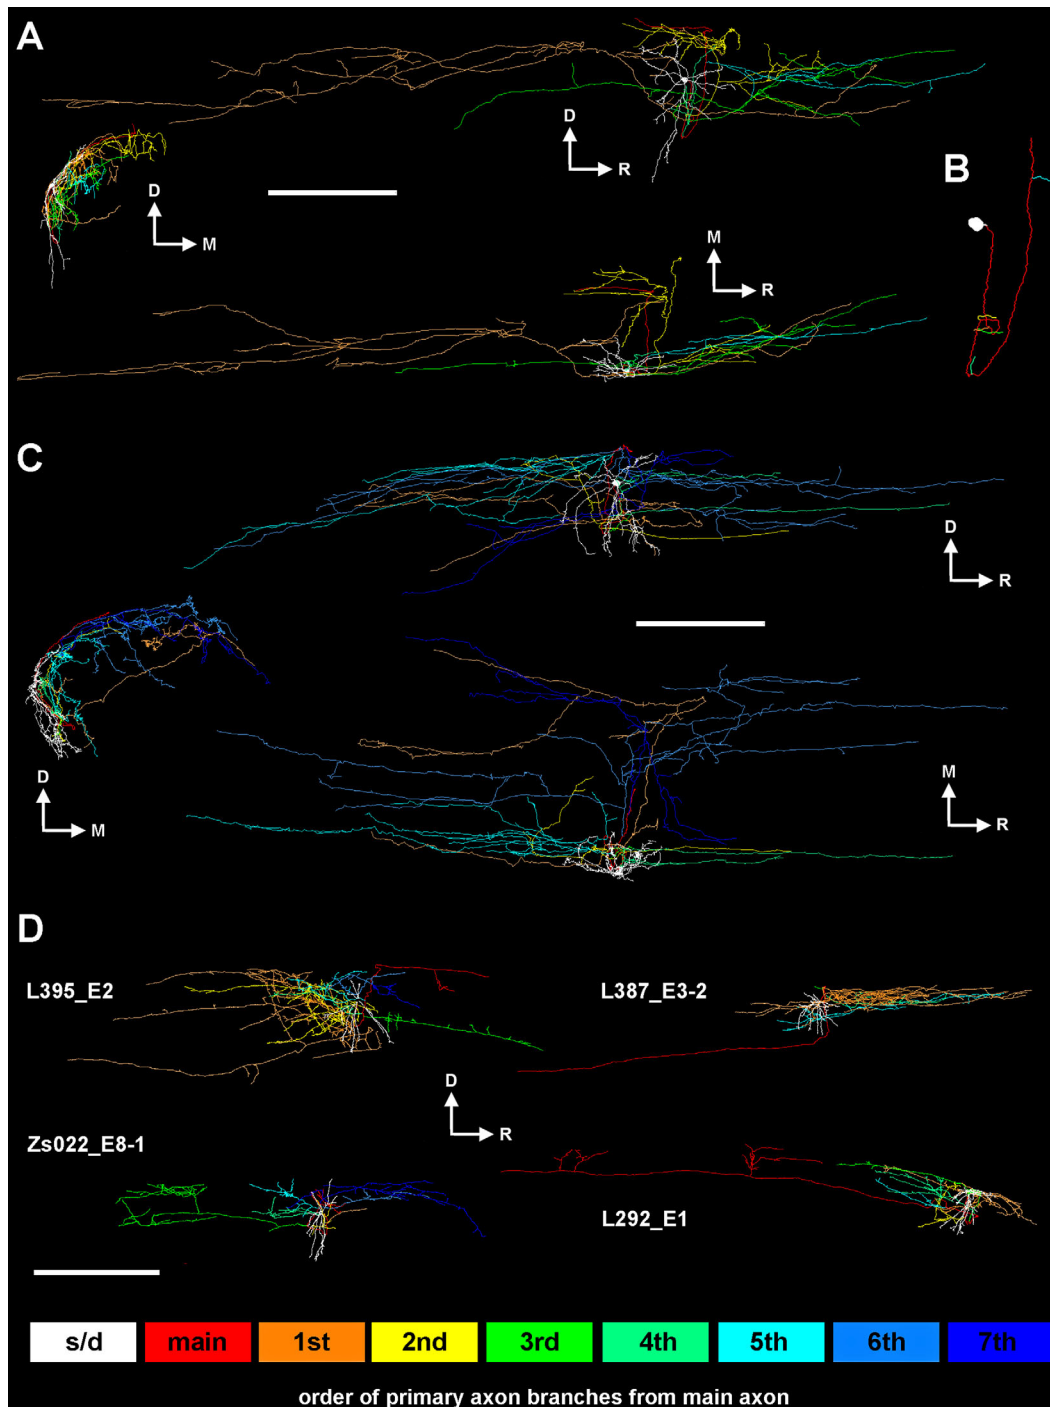 A
D
R
D
M
B
M
R
C
D
R
D
M
M
R
D
L395_E2
L387_E3-2
D
R
Zs022_E8-1
L292_E1
s/d main 1st 2nd 3rd 4th 5th 6th 7th
order of primary axon branches from main axon